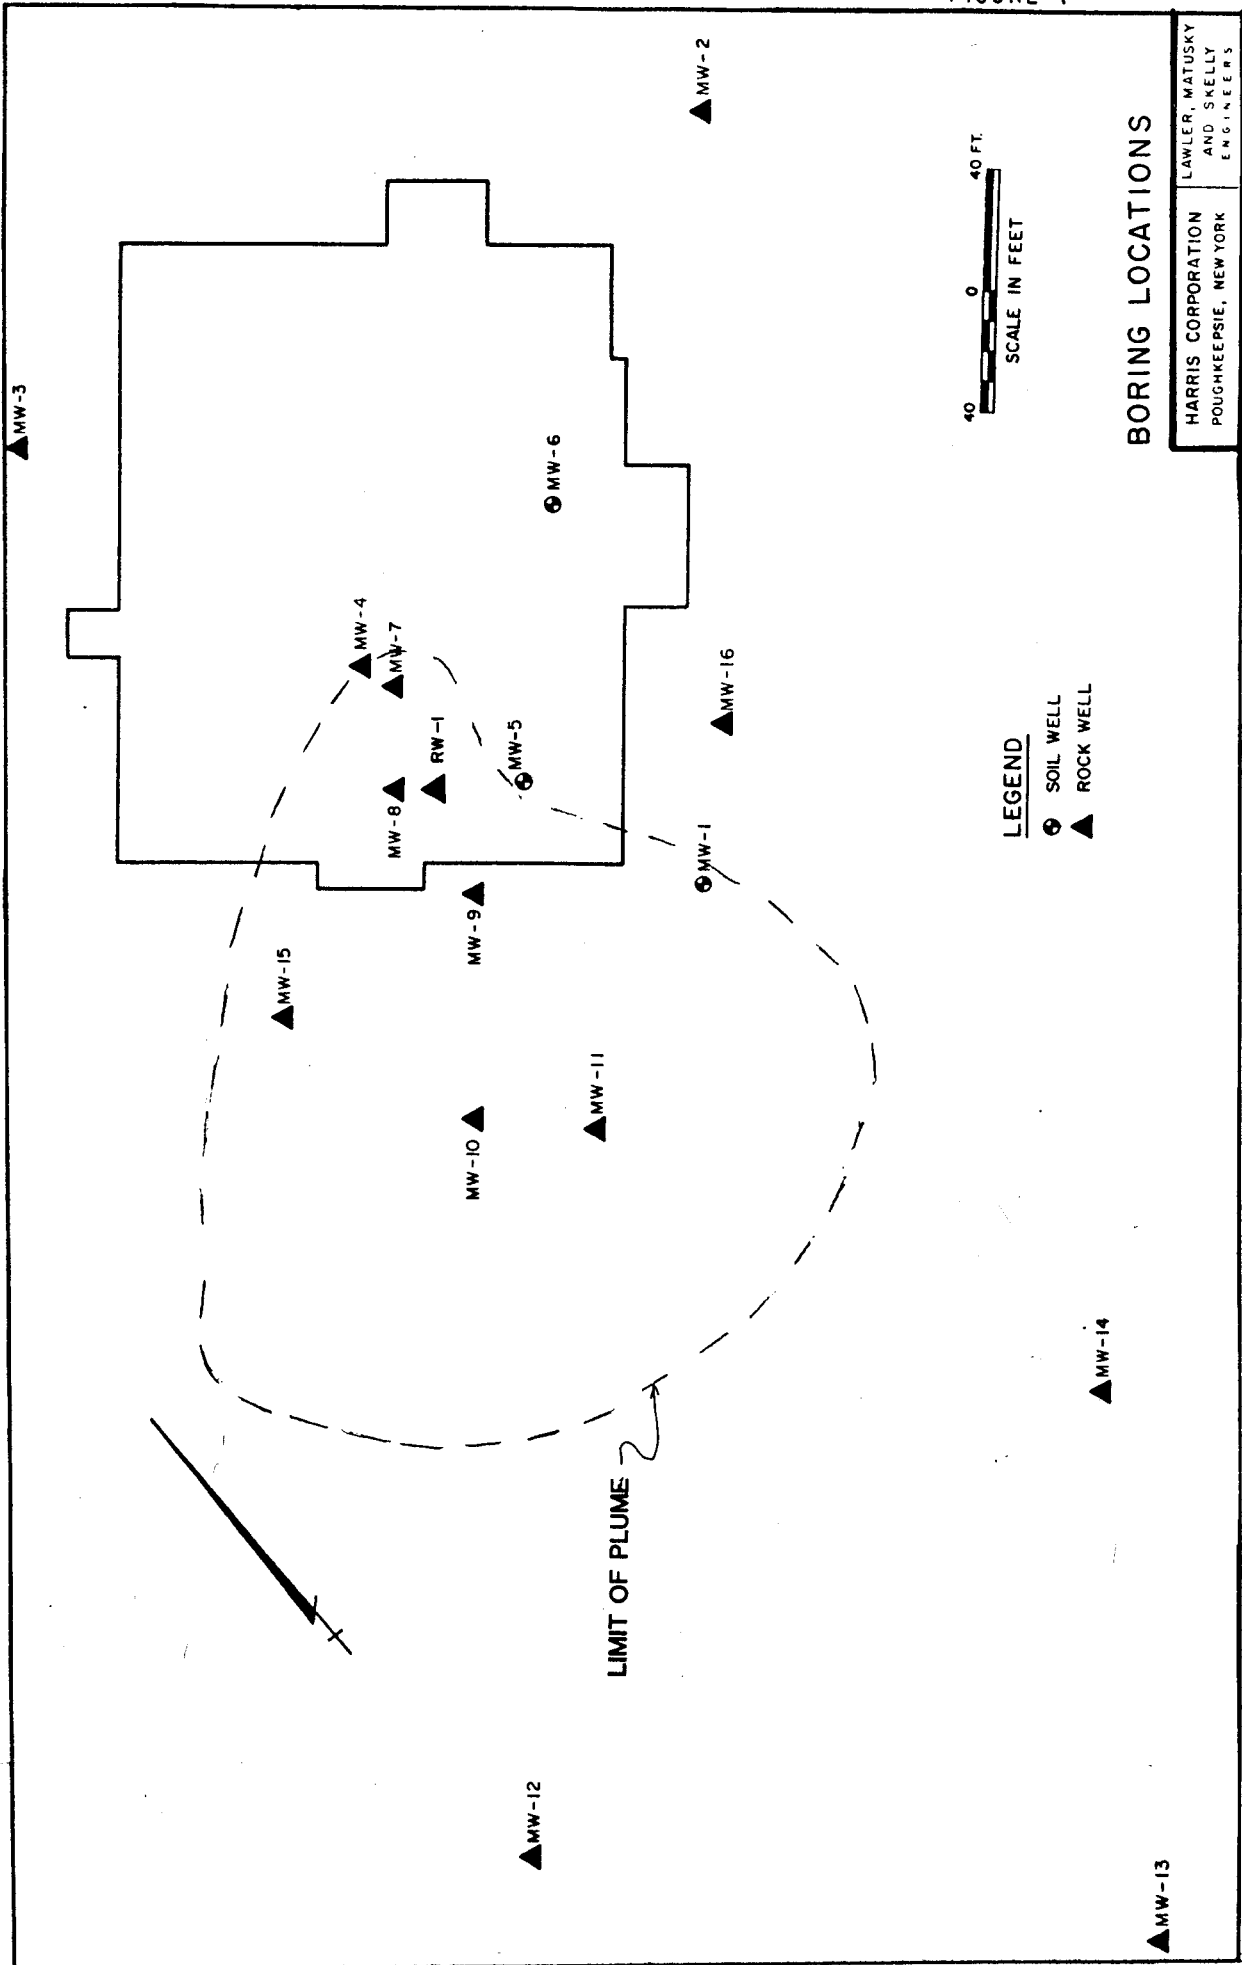 MW-3
MW-2
MW-4
MW-7
MW-6
MW-8
RW-1
MW-5
MW-15
MW-9
MW-1
MW-16
MW-10
MW-11
MW-12
MW-14
MW-13
LIMIT OF PLUME
LEGEND
SOIL WELL
ROCK WELL
40 0 40 FT.
SCALE IN FEET
BORING LOCATIONS
HARRIS CORPORATION
POUGHKEEPSIE, NEW YORK
LAWLER, MATUSKY
AND SKELLY
ENGINEERS